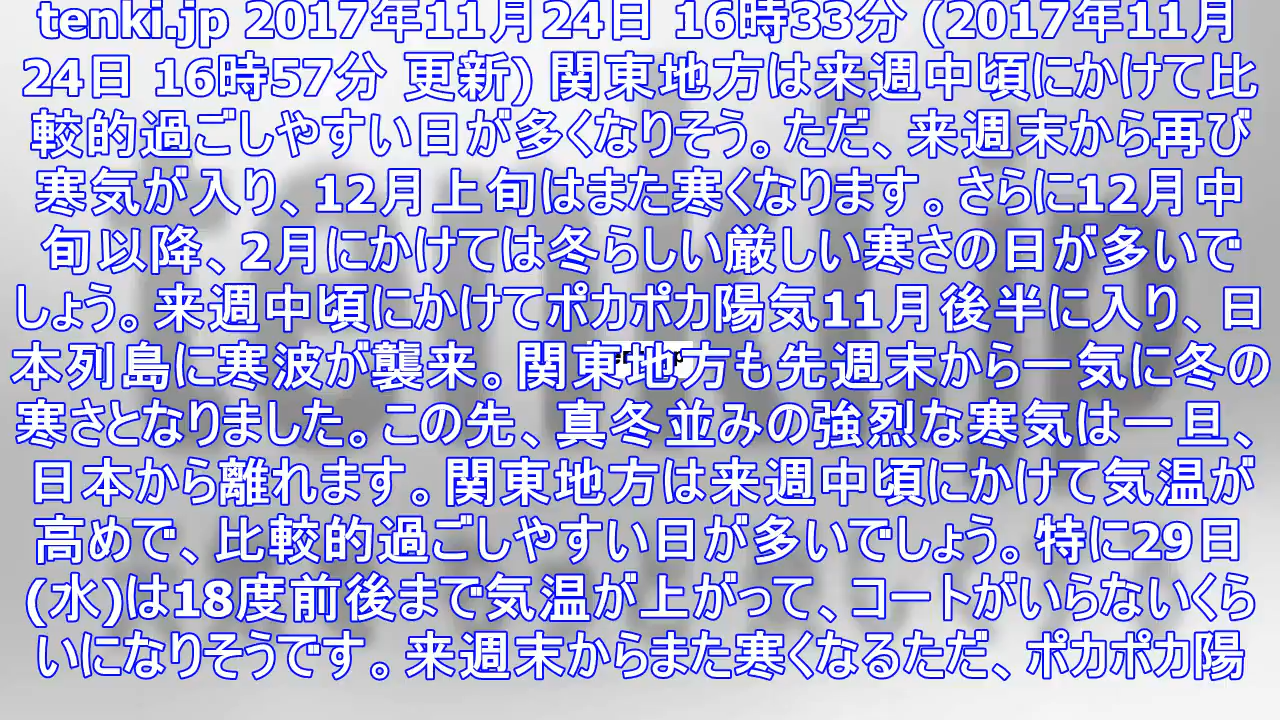 tenki.jp 2017年11月24日 16時33分 (2017年11月
24日 16時57分 更新) 関東地方は来週中頃にかけて比
較的過ごしやすい日が多くなりそう。ただ、来週末から再び
寒気が入り、12月上旬はまた寒くなります。さらに12月中
旬以降、2月にかけては冬らしい厳しい寒さの日が多いで
しょう。来週中頃にかけてポカポカ陽気11月後半に入り、日
本列島に寒波が襲来。関東地方も先週末から一気に冬の
寒さとなりました。この先、真冬並みの強烈な寒気は一旦、
日本から離れます。関東地方は来週中頃にかけて気温が
高めで、比較的過ごしやすい日が多いでしょう。特に29日
(水)は18度前後まで気温が上がって、コートがいらないくら
いになりそうです。来週末からまた寒くなるただ、ポカポカ陽